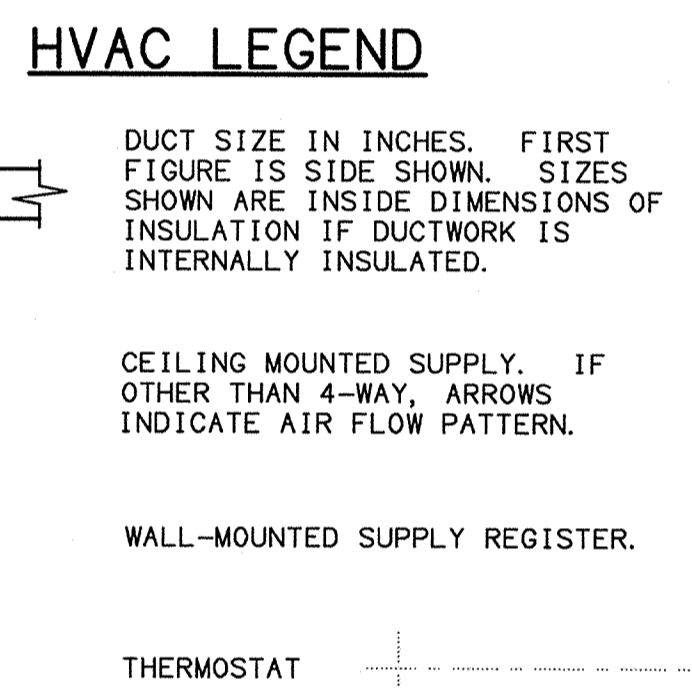 HVAC LEGEND
DUCT SIZE IN INCHES. FIRST
FIGURE IS SIDE SHOWN. SIZES
SHOWN ARE INSIDE DIMENSIONS OF
INSULATION IF DUCTWORK IS
INTERNALLY INSULATED.
CEILING MOUNTED SUPPLY. IF
OTHER THAN 4-WAY, ARROWS
INDICATE AIR FLOW PATTERN.
WALL-MOUNTED SUPPLY REGISTER.
THERMOSTAT